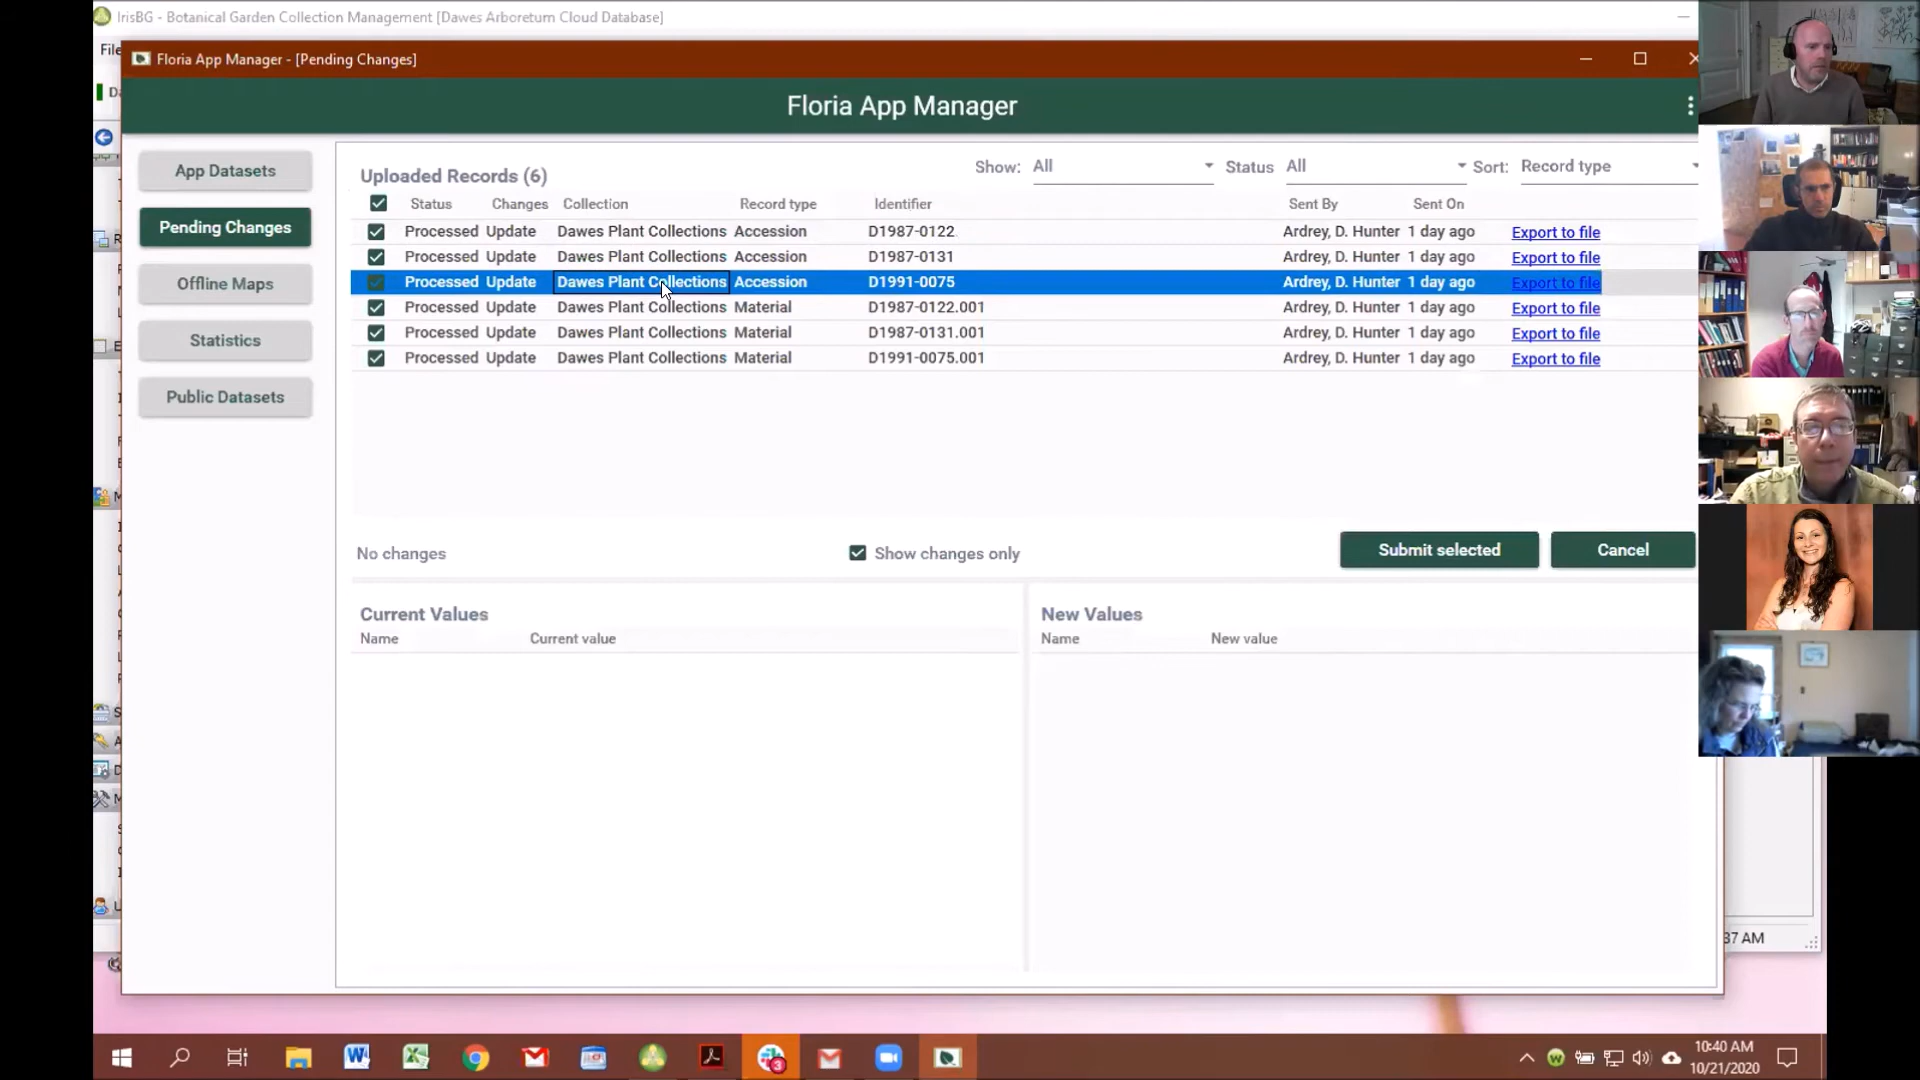 IrisBG - Botanical Garden Collection Management [Dawes Arboretum Cloud Database]
File
Floria App Manager - [Pending Changes]
Floria App Manager
App Datasets
Pending Changes
Offline Maps
Statistics
Public Datasets
Uploaded Records (6)
Show: All Status All Sort: Record type
Status Changes Collection Record type Identifier Sent By Sent On
Processed Update Dawes Plant Collections Accession D1987-0122 Ardrey, D. Hunter 1 day ago Export to file
Processed Update Dawes Plant Collections Accession D1987-0131 Ardrey, D. Hunter 1 day ago Export to file
Processed Update Dawes Plant Collections Accession D1991-0075 Ardrey, D. Hunter 1 day ago Export to file
Processed Update Dawes Plant Collections Material D1987-0122.001 Ardrey, D. Hunter 1 day ago Export to file
Processed Update Dawes Plant Collections Material D1987-0131.001 Ardrey, D. Hunter 1 day ago Export to file
Processed Update Dawes Plant Collections Material D1991-0075.001 Ardrey, D. Hunter 1 day ago Export to file
No changes
Show changes only
Submit selected
Cancel
Current Values
Name Current value
New Values
Name New value
37 AM
10:40 AM
10/21/2020